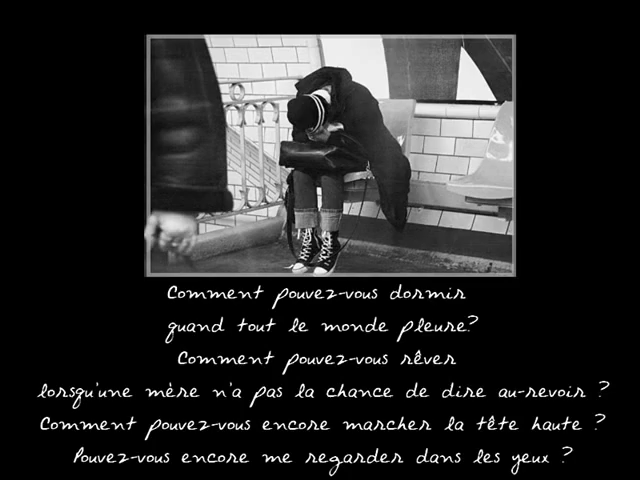 Comment pouvez-vous dormir
quand tout le monde pleure?
Comment pouvez-vous rêver
lorsqu'une mère n'a pas la chance de dire au-revoir ?
Comment pouvez-vous encore marcher la tête haute ?
Pouvez-vous encore me regarder dans les yeux ?